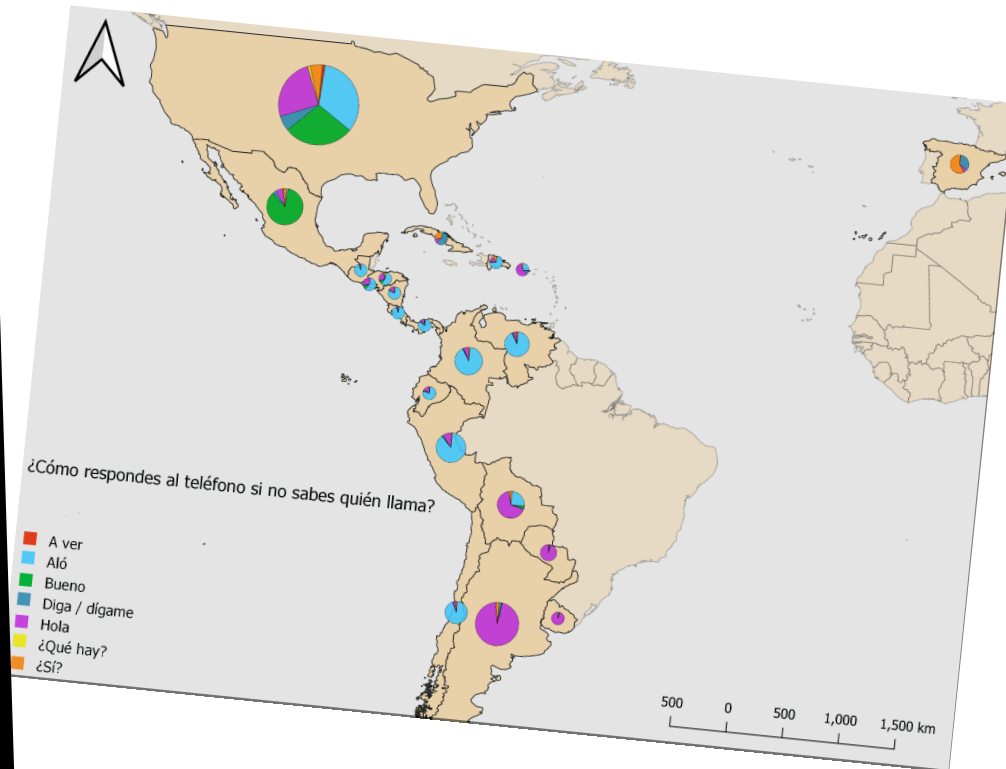 ¿Cómo respondes al teléfono si no sabes quién llama?
A ver
Aló
Bueno
Diga / dígame
Hola
¿Qué hay?
¿Sí?
500 0 500 1,000 1,500 km